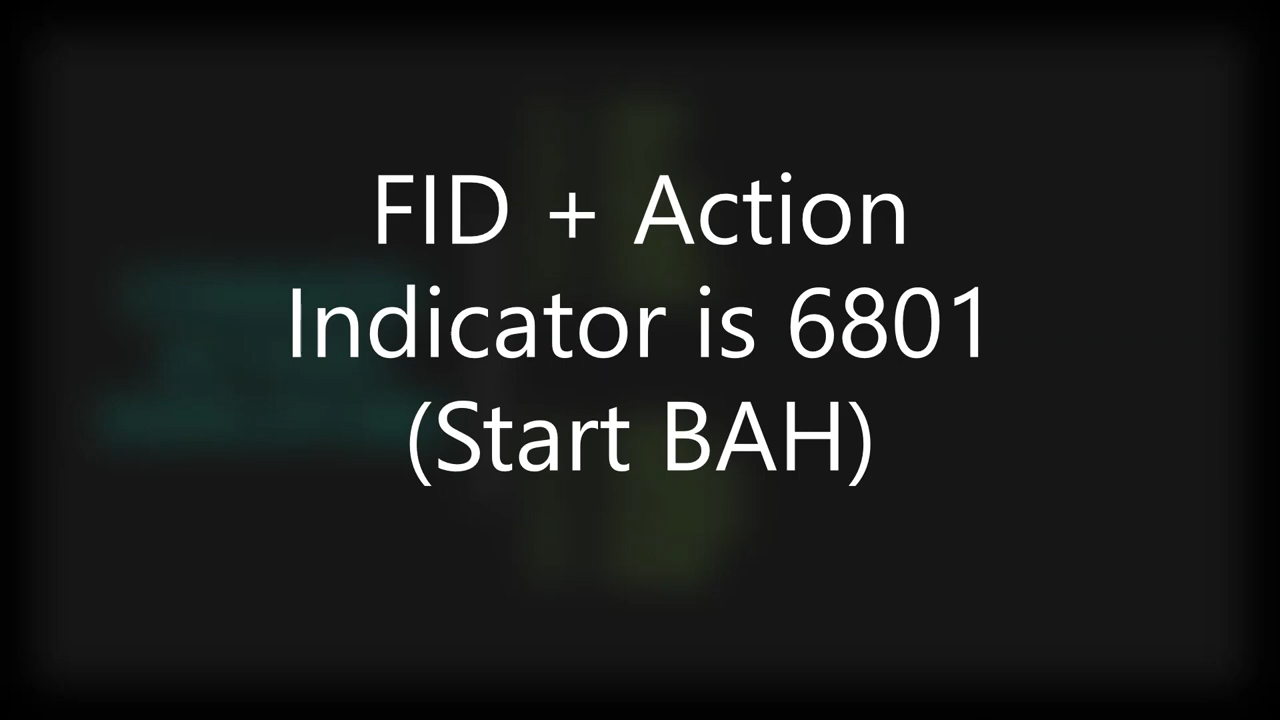 FID + Action
Indicator is 6801
(Start BAH)